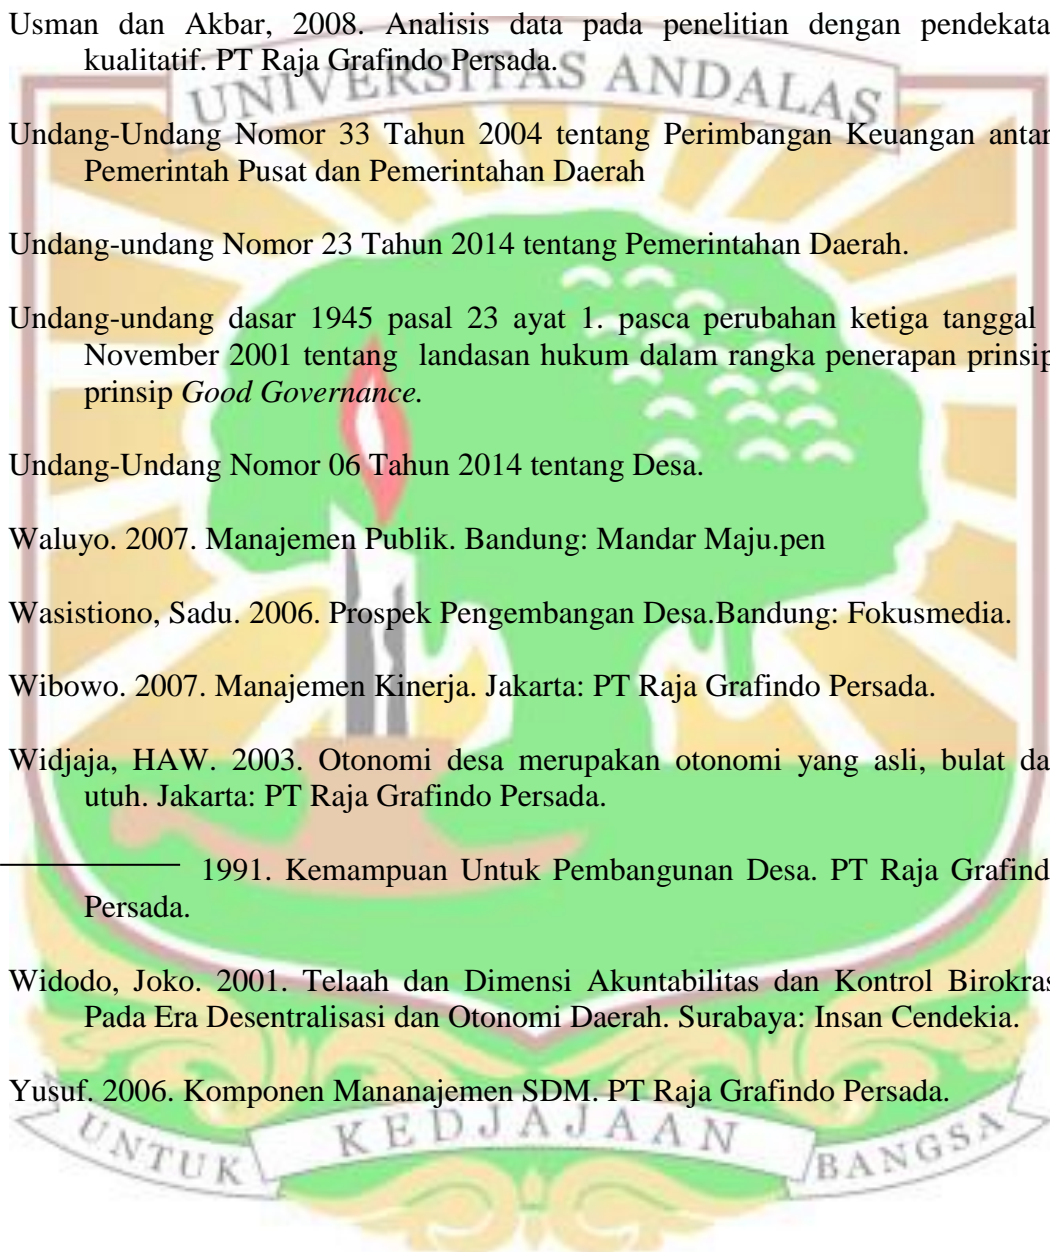 Usman dan Akbar, 2008. Analisis data pada penelitian dengan pendekata
kualitatif. PT Raja Grafindo Persada.
UNIVERSITAS ANDALAS
Undang-Undang Nomor 33 Tahun 2004 tentang Perimbangan Keuangan antar
Pemerintah Pusat dan Pemerintahan Daerah
Undang-undang Nomor 23 Tahun 2014 tentang Pemerintahan Daerah.
Undang-undang dasar 1945 pasal 23 ayat 1. pasca perubahan ketiga tanggal
November 2001 tentang landasan hukum dalam rangka penerapan prinsip
prinsip Good Governance.
Undang-Undang Nomor 06 Tahun 2014 tentang Desa.
Waluyo. 2007. Manajemen Publik. Bandung: Mandar Maju.pen
Wasistiono, Sadu. 2006. Prospek Pengembangan Desa.Bandung: Fokusmedia.
Wibowo. 2007. Manajemen Kinerja. Jakarta: PT Raja Grafindo Persada.
Widjaja, HAW. 2003. Otonomi desa merupakan otonomi yang asli, bulat da
utuh. Jakarta: PT Raja Grafindo Persada.
1991. Kemampuan Untuk Pembangunan Desa. PT Raja Grafind
Persada.
Widodo, Joko. 2001. Telaah dan Dimensi Akuntabilitas dan Kontrol Birokras
Pada Era Desentralisasi dan Otonomi Daerah. Surabaya: Insan Cendekia.
Yusuf. 2006. Komponen Mananajemen SDM. PT Raja Grafindo Persada.
UNTUK KEDJAJAAN BANGSA